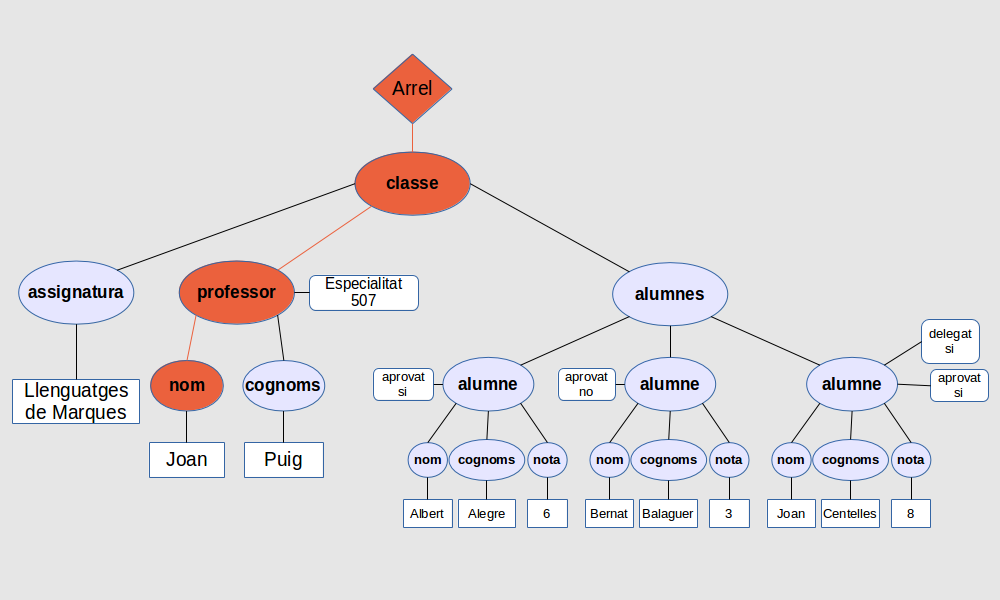 Arrel
classe
assignatura
professor
Especialitat
507
alumnes
delegat
si
nom
cognoms
aprovat
si
alumne
aprovat
no
alumne
alumne
aprovat
si
Llenguatges
de Marques
Joan
Puig
nom
cognoms
nota
nom
cognoms
nota
nom
cognoms
nota
Albert
Alegre
6
Bernat
Balaguer
3
Joan
Centelles
8